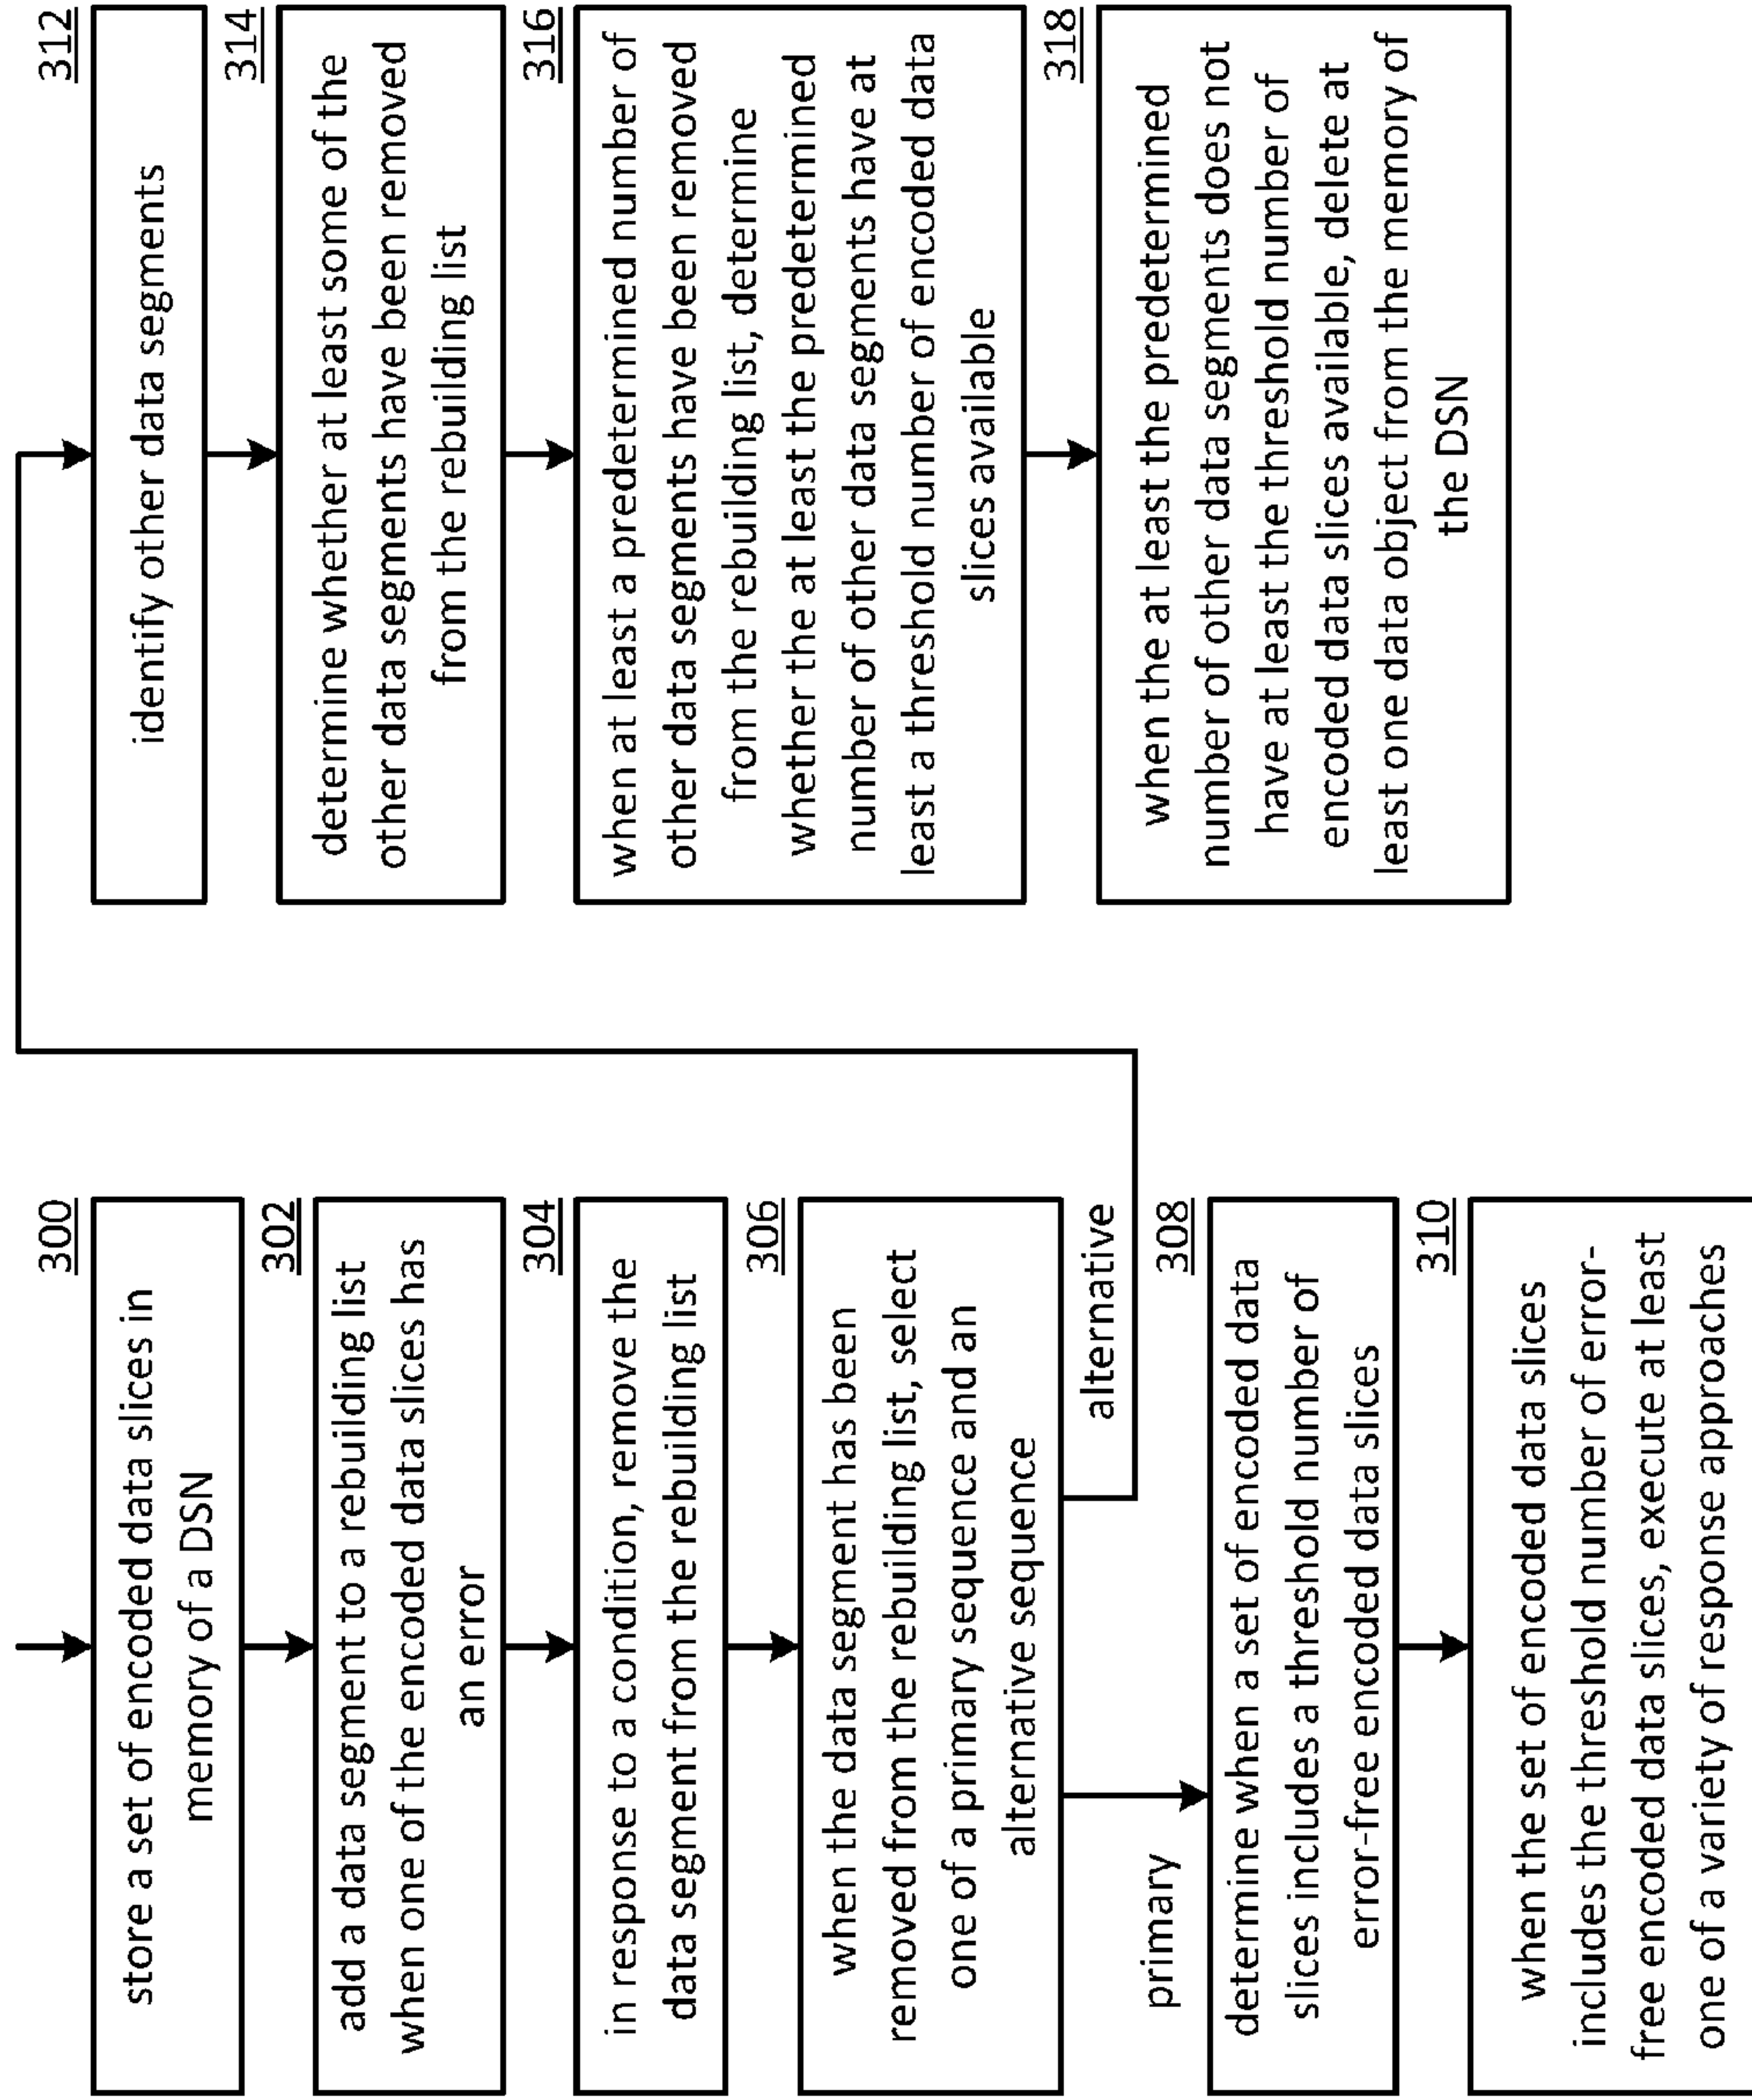 300
store a set of encoded data slices in
memory of a DSN
302
add a data segment to a rebuilding list
when one of the encoded data slices has
an error
304
in response to a condition, remove the
data segment from the rebuilding list
306
when the data segment has been
removed from the rebuilding list, select
one of a primary sequence and an
alternative sequence
primary
alternative
308
determine when a set of encoded data
slices includes a threshold number of
error-free encoded data slices
310
when the set of encoded data slices
includes the threshold number of error-
free encoded data slices, execute at least
one of a variety of response approaches
312
identify other data segments
314
determine whether at least some of the
other data segments have been removed
from the rebuilding list
316
when at least a predetermined number of
other data segments have been removed
from the rebuilding list, determine
whether the at least the predetermined
number of other data segments have at
least a threshold number of encoded data
slices available
318
when the at least the predetermined
number of other data segments does not
have at least the threshold number of
encoded data slices available, delete at
least one data object from the memory of
the DSN